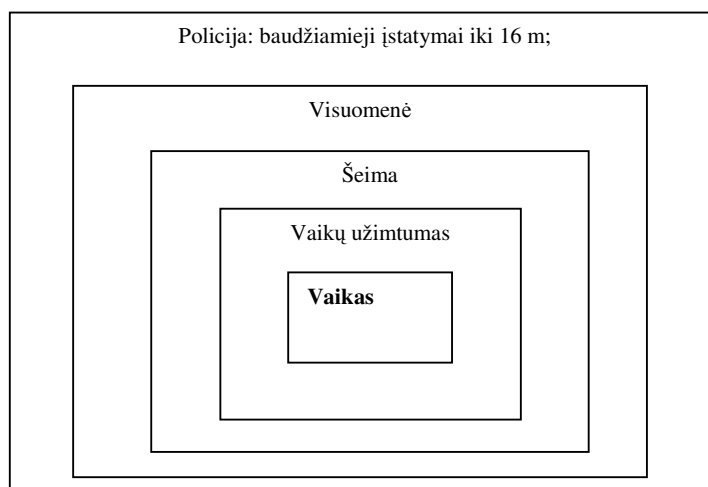 Policija: baudžiamieji įstatymai iki 16 m;
Visuomenė
Šeima
Vaikų užimtumas
Vaikas